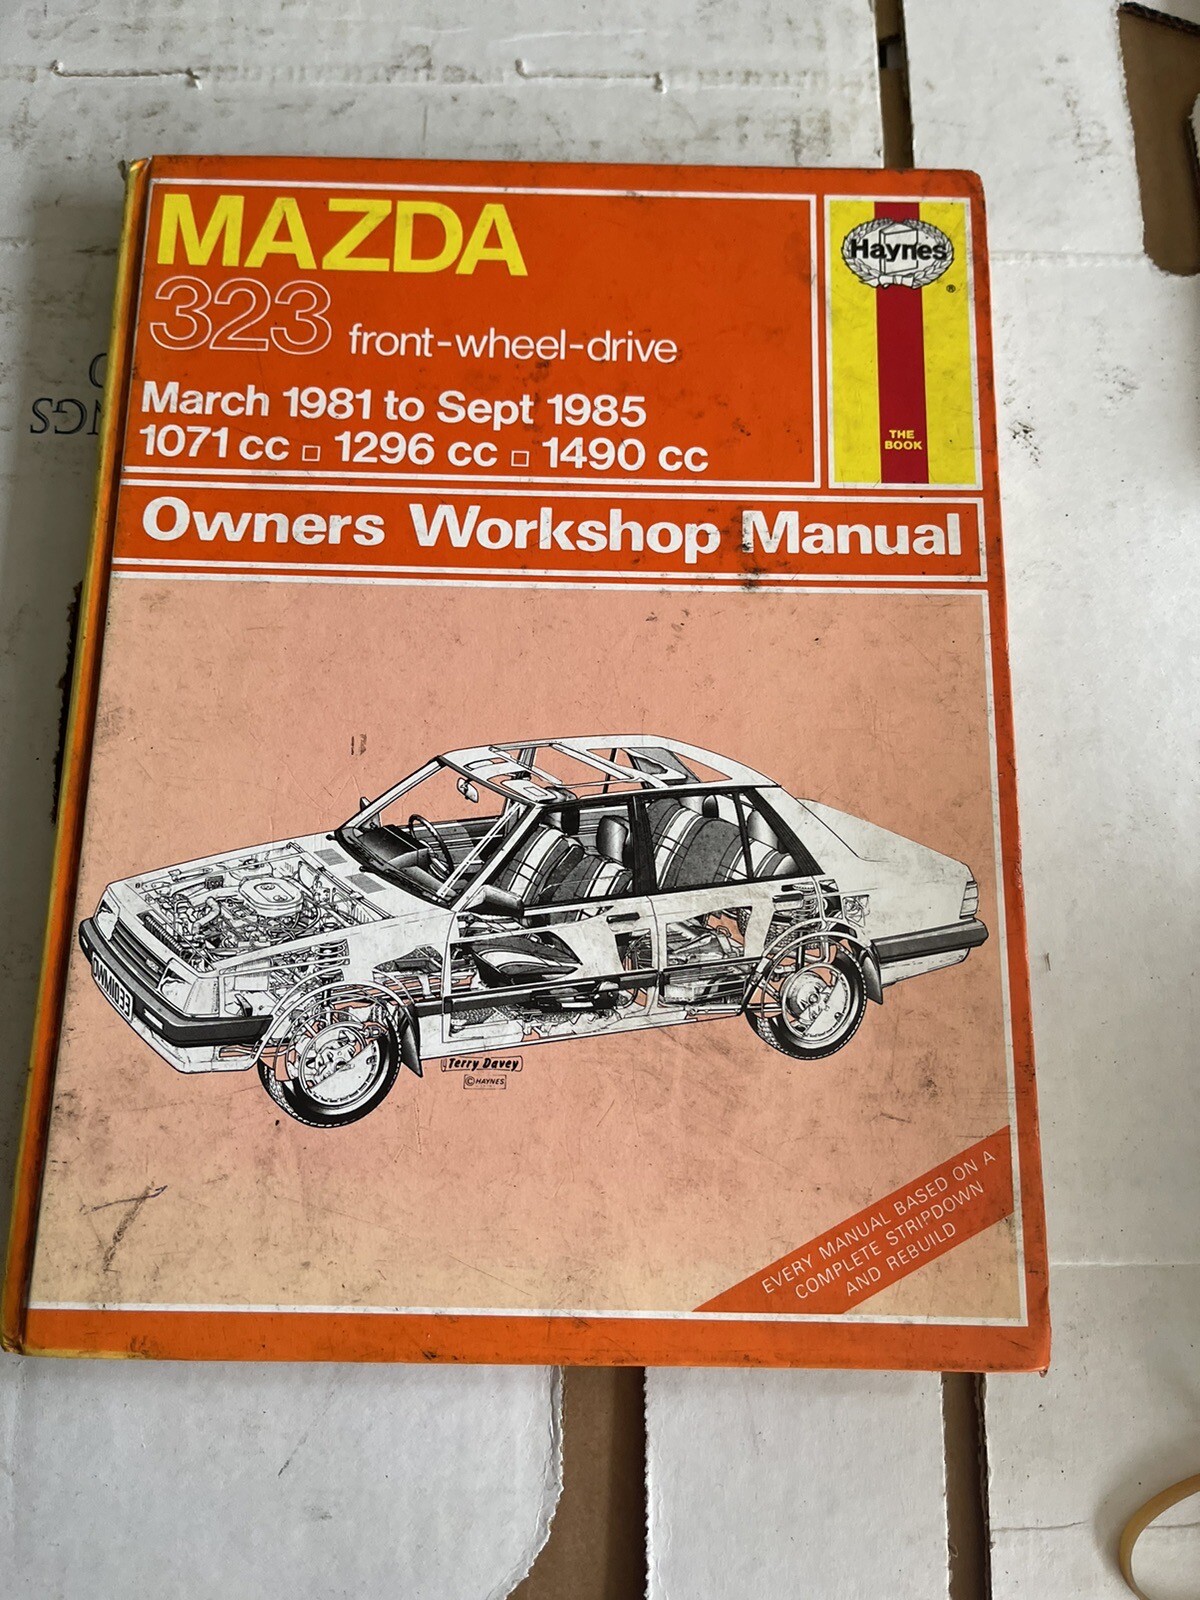 MAZDA
323 front-wheel-drive
March 1981 to Sept 1985
1071 cc □ 1296 cc □ 1490 cc
Haynes
®
THE
BOOK
Owners Workshop Manual
Terry Davey
© HAYNES
EVERY MANUAL BASED ON A
COMPLETE STRIPDOWN
AND REBUILD